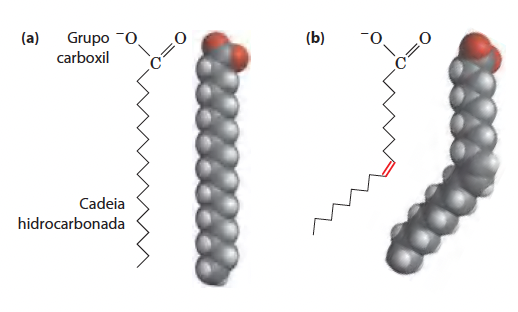 (a)
Grupo
carboxil
⁻O
O
C
Cadeia
hidrocarbonada
(b)
⁻O
O
C